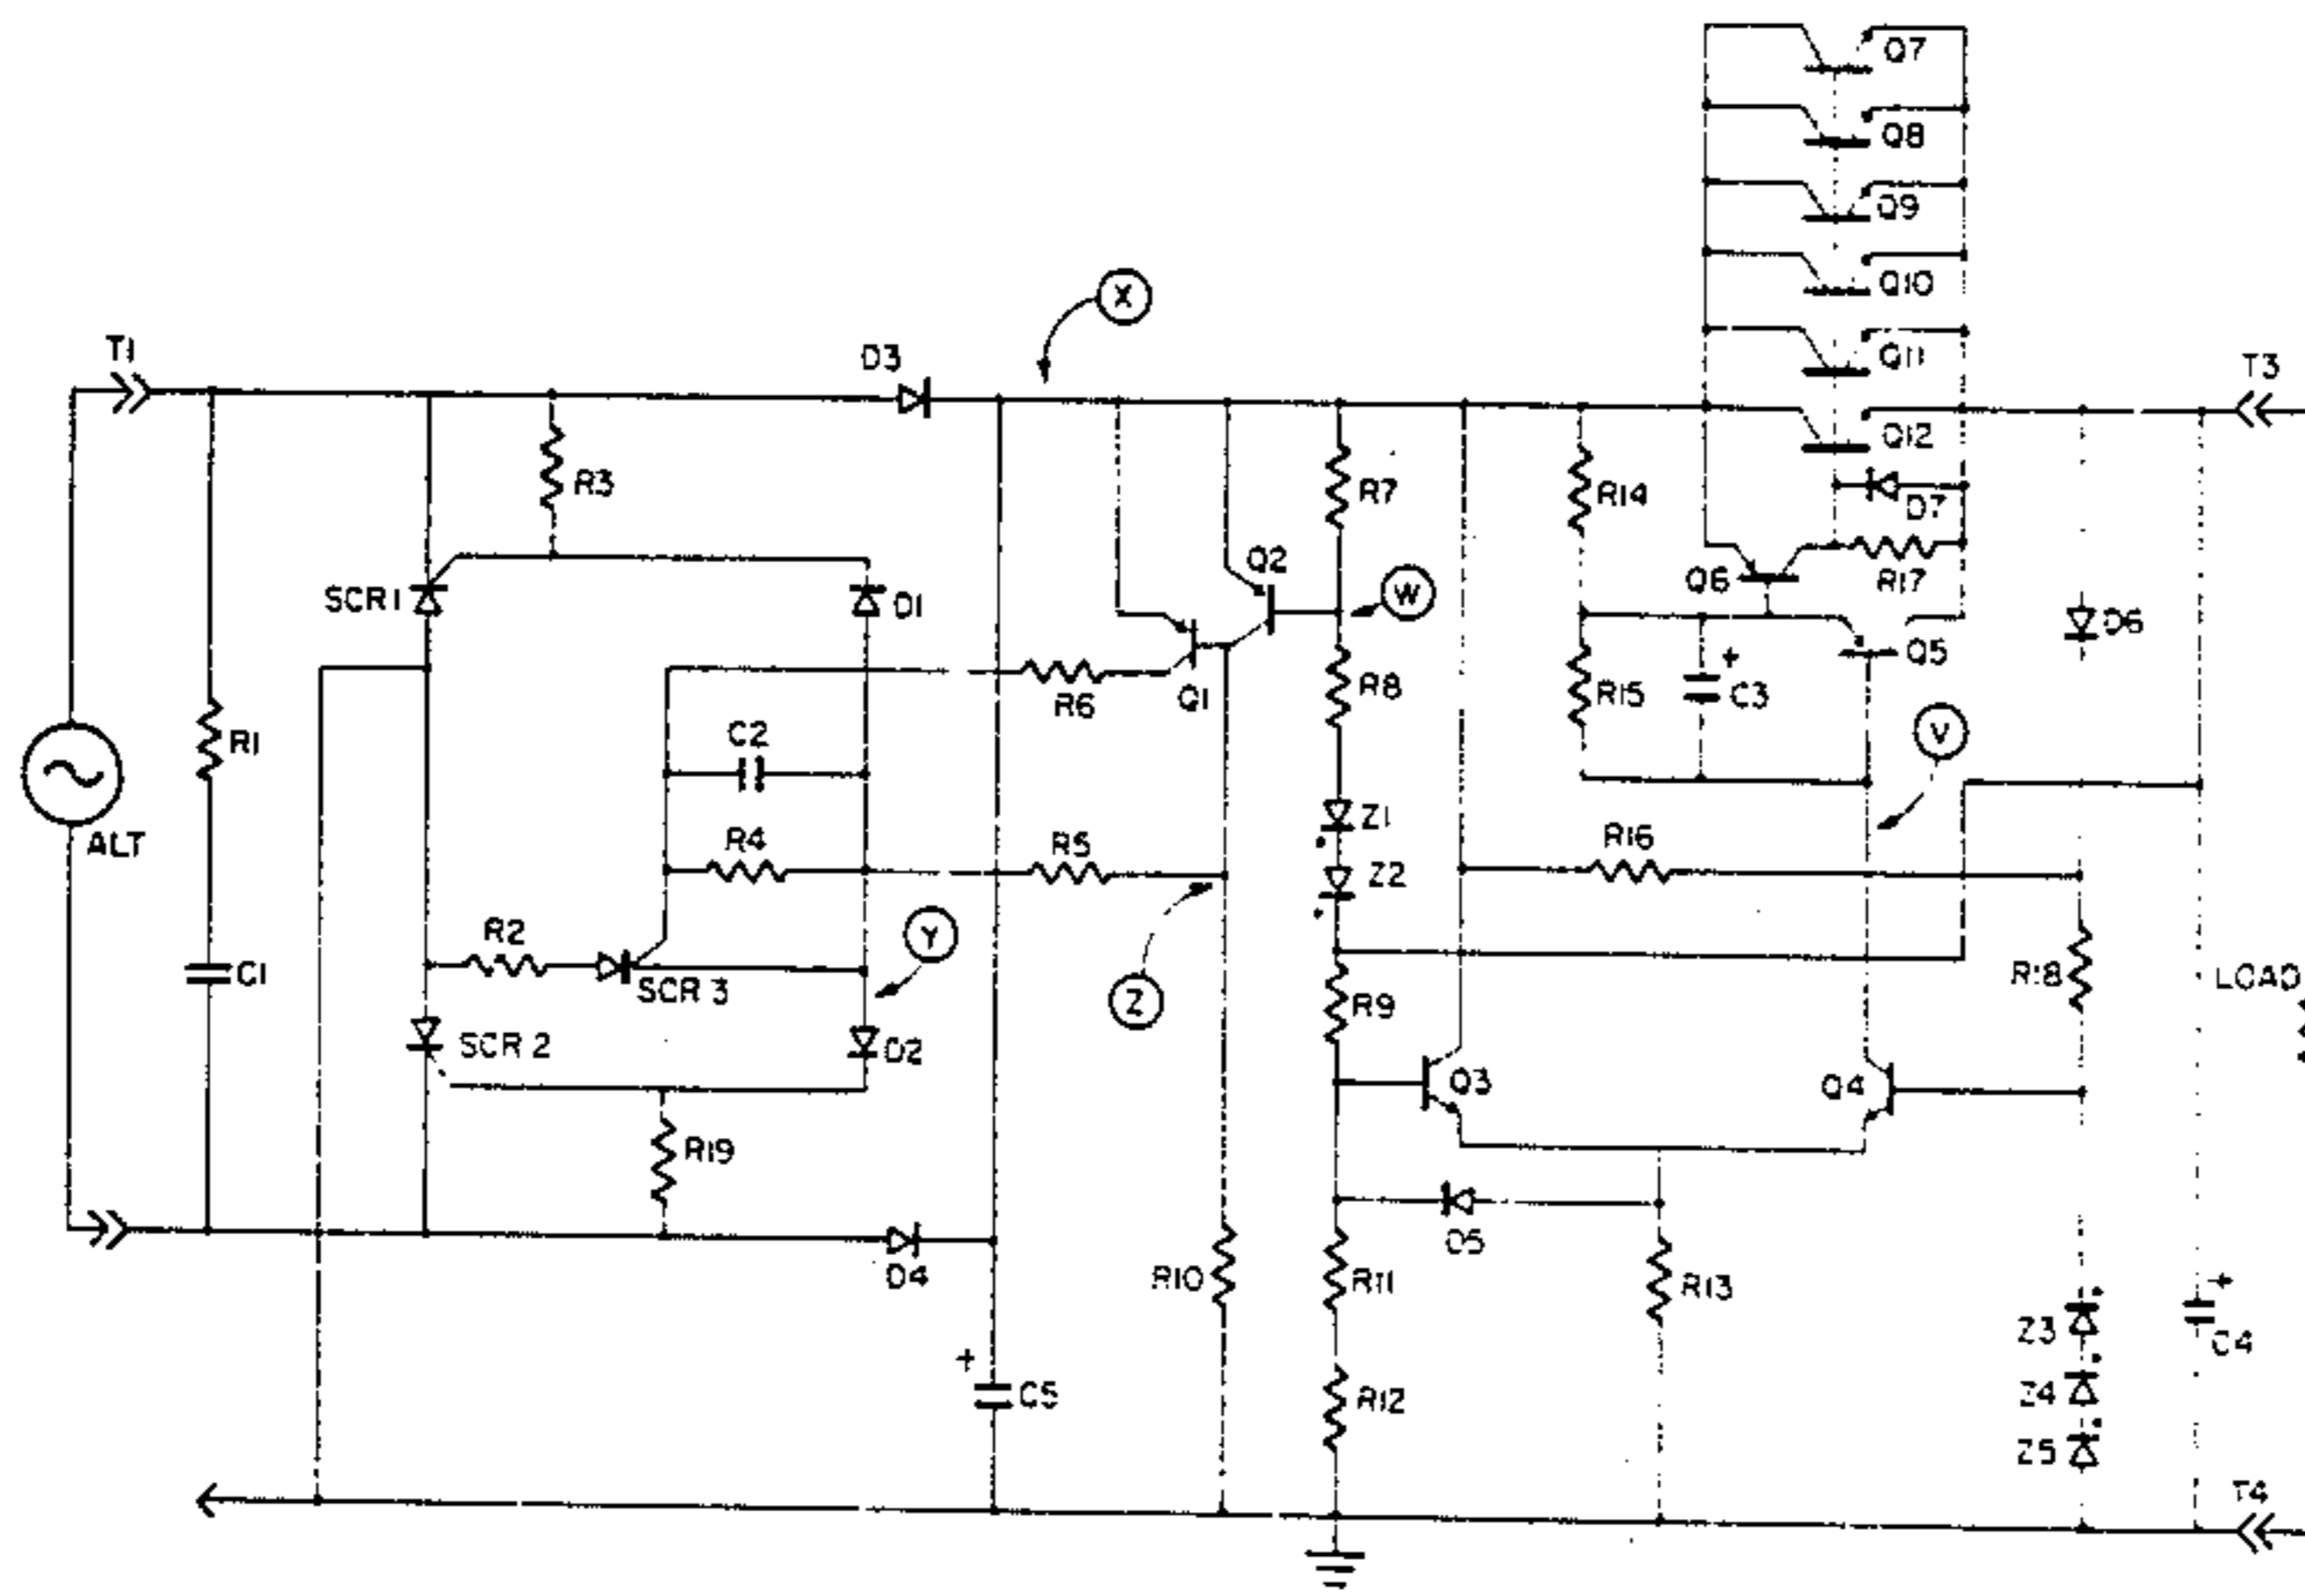 Q7
Q8
Q9
Q10
X
T1
D3
Q11
T3
Q12
R3
R7
R14
D7
Q2
Q6
R17
SCR1
D1
W
D6
Q5
R6
Q1
R8
R15
C3
+
R1
C2
V
ALT
R4
R5
Z1
R16
Z2
R2
Y
C1
SCR 3
Z
R9
R18
LOAD
SCR 2
D2
Q3
Q4
R19
D5
D4
R10
R11
R13
+
Z3
C4
+
C5
R12
Z4
Z5
T4